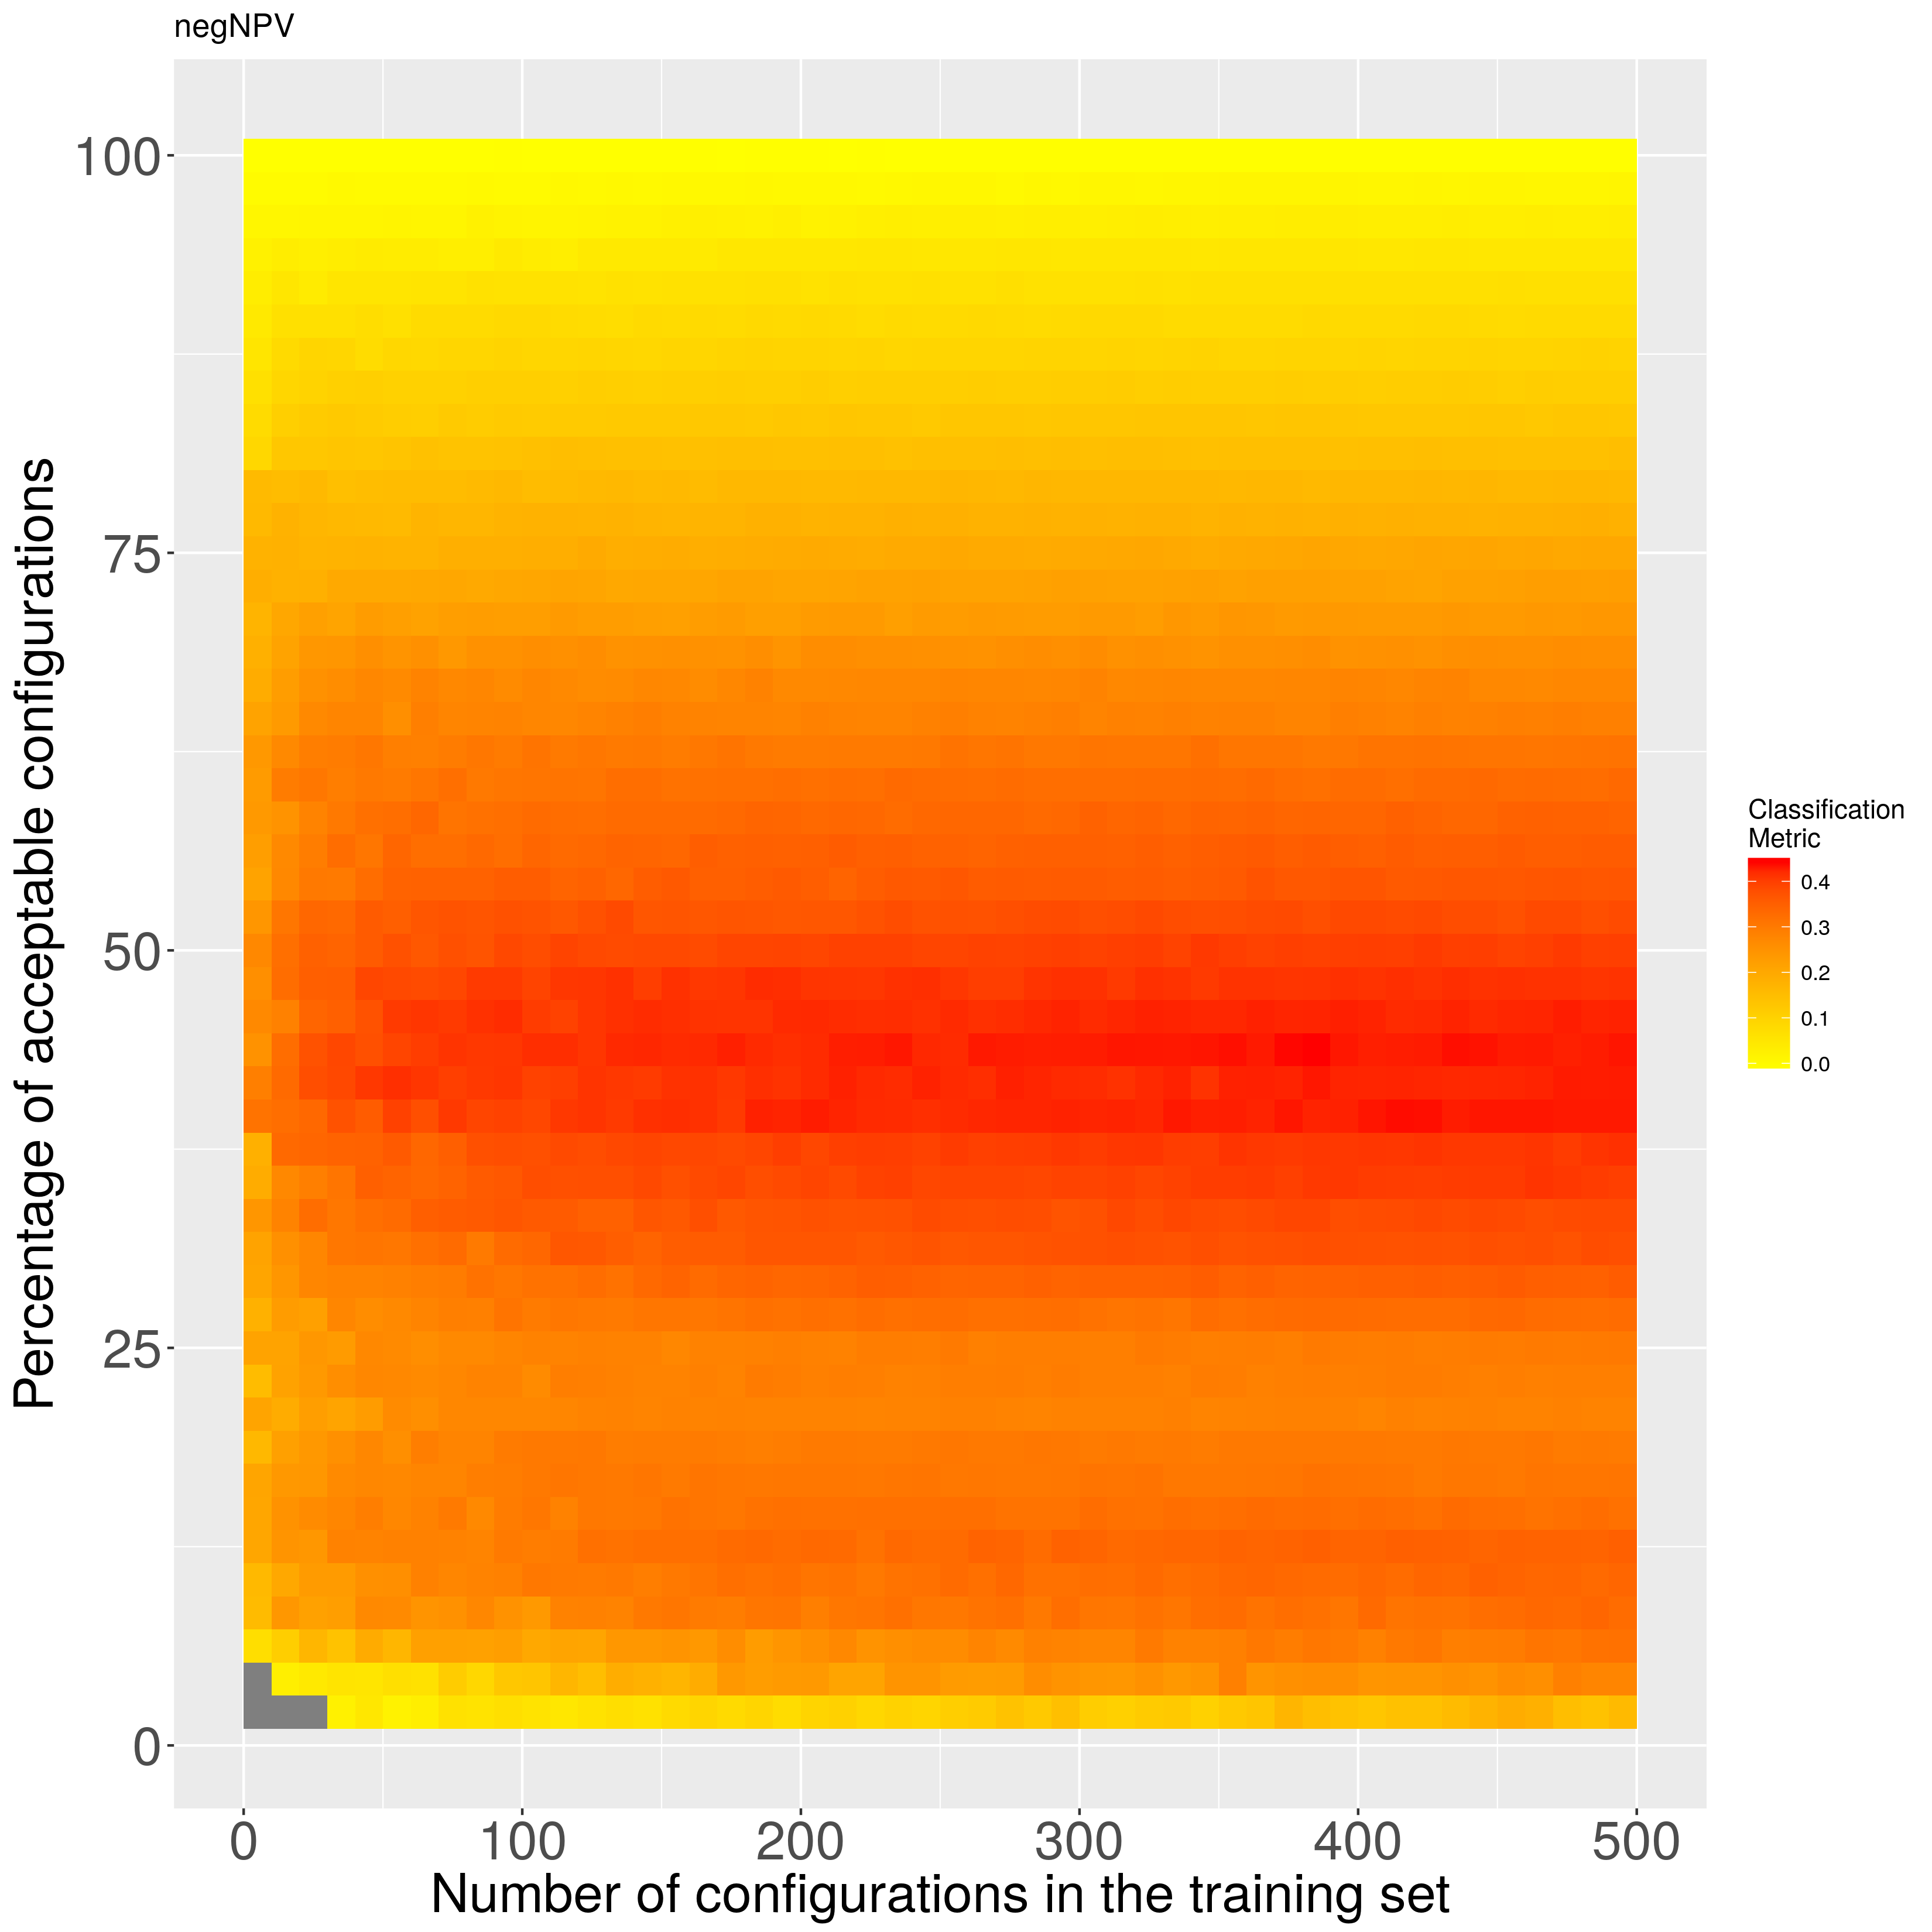 negNPV
100
75
50
25
0
Percentage of acceptable configurations
0 100 200 300 400 500
Number of configurations in the training set
Classification
Metric
0.4
0.3
0.2
0.1
0.0